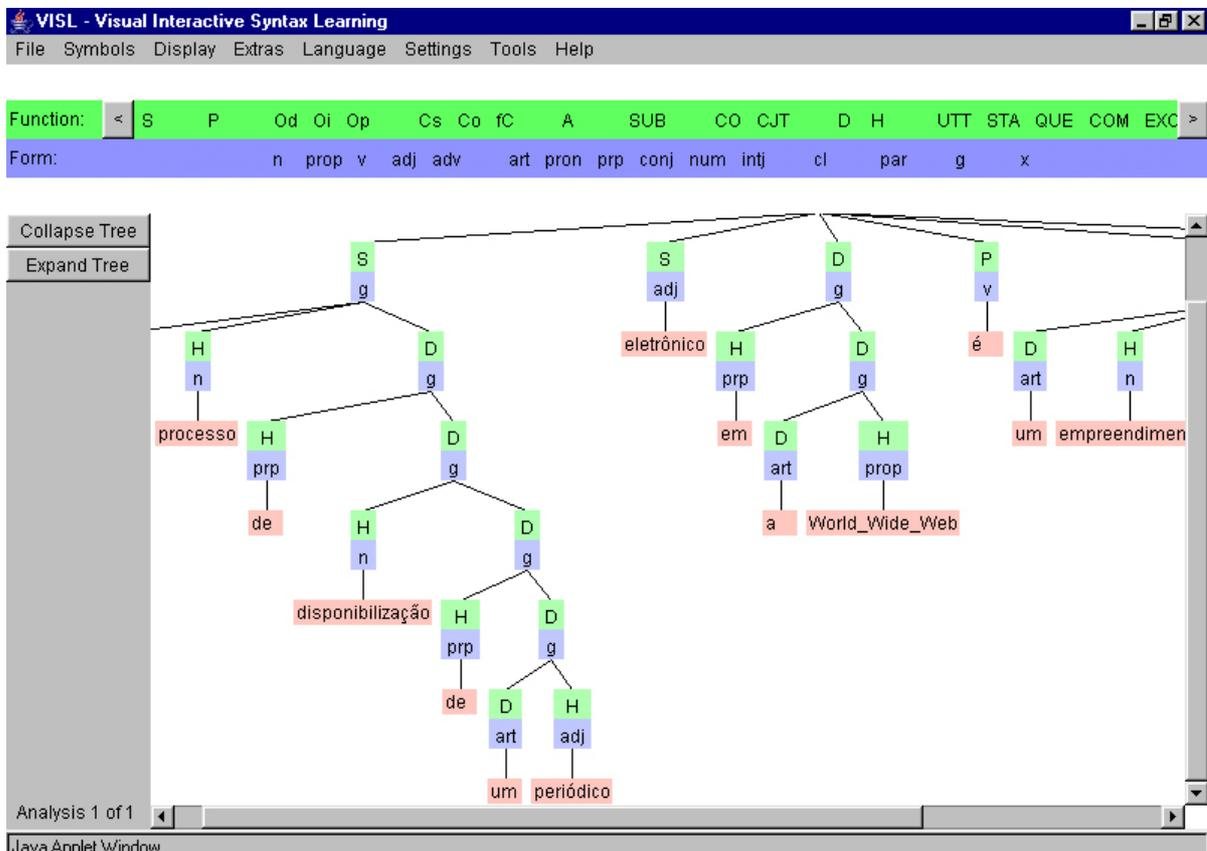 VISL - Visual Interactive Syntax Learning
File Symbols Display Extras Language Settings Tools Help
Function: < S P Od Oi Op Cs Co fC A SUB CO CJT D H UTT STA QUE COM EXC >
Form: n prop v adj adv art pron prp conj num intj cl par g x
Collapse Tree
Expand Tree
S S D P
g adj g v
H D eletrônico H D é D H
n g prp g art n
processo H D em D H um empreendimen
prp g art prop
de H D a World_Wide_Web
n g
disponibilização H D
prp g
de D H
art adj
um periódico
Analysis 1 of 1
Java Applet Window